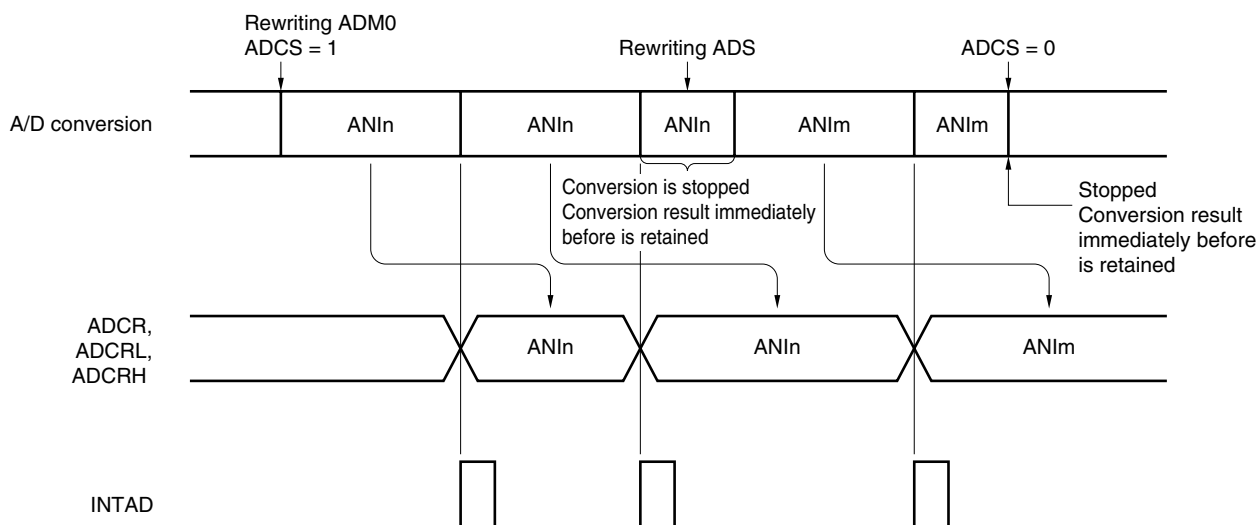 Rewriting ADM0
ADCS = 1
Rewriting ADS
ADCS = 0
A/D conversion
ANIn
ANIn
ANIn
ANIm
ANIm
Conversion is stopped
Conversion result immediately
before is retained
Stopped
Conversion result
immediately before
is retained
ADCR,
ADCRL,
ADCRH
ANIn
ANIn
ANIm
INTAD